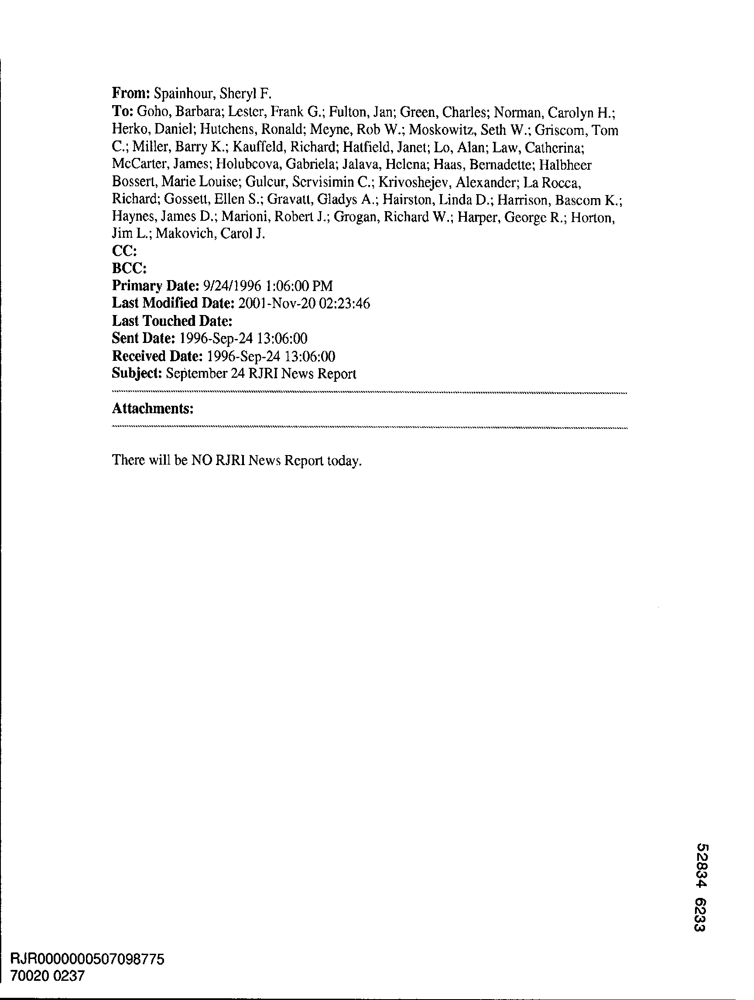 From: Spainhour, Sheryl F.
To: Goho, Barbara; Lester, Frank G.; Fulton, Jan; Green, Charles; Norman, Carolyn H.;
Herko, Daniel; Hutchens, Ronald; Meyne, Rob W.; Moskowitz, Seth W.; Griscom, Tom
C.; Miller, Barry K.; Kauffeld, Richard; Hatfield, Janet; Lo, Alan; Law, Catherina;
McCarter, James; Holubcova, Gabriela; Jalava, Helena; Haas, Bernadette; Halbheer
Bossert, Marie Louise; Gulcur, Servisimin C.; Krivoshejev, Alexander; La Rocca,
Richard; Gossett, Ellen S.; Gravatt, Gladys A.; Hairston, Linda D.; Harrison, Bascom K.;
Haynes, James D.; Marioni, Robert J.; Grogan, Richard W.; Harper, George R.; Horton,
Jim L.; Makovich, Carol J.
CC:
BCC:
Primary Date: 9/24/1996 1:06:00 PM
Last Modified Date: 2001-Nov-20 02:23:46
Last Touched Date:
Sent Date: 1996-Sep-24 13:06:00
Received Date: 1996-Sep-24 13:06:00
Subject: September 24 RJRI News Report
Attachments:
There will be NO RJRI News Report today.
52834 6233
RJR0000000507098775
70020 0237